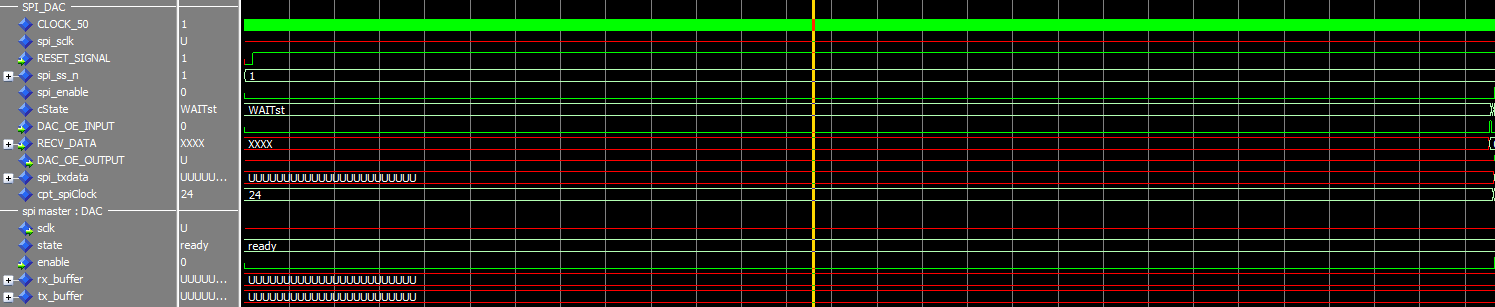 SPI_DAC
CLOCK_50 1
spi_sclk U
RESET_SIGNAL 1
spi_ss_n 1 1
spi_enable 0
cState WAITst WAITst
DAC_OE_INPUT 0
RECV_DATA XXXX XXXX
DAC_OE_OUTPUT U
spi_txdata UUUUU... UUUUUUUUUUUUUUUUUUUUUUUU
cpt_spiClock 24 24
spi master : DAC
sclk U
state ready ready
enable 0
rx_buffer UUUUU... UUUUUUUUUUUUUUUUUUUUUUUU
tx_buffer UUUUU... UUUUUUUUUUUUUUUUUUUUUUUU